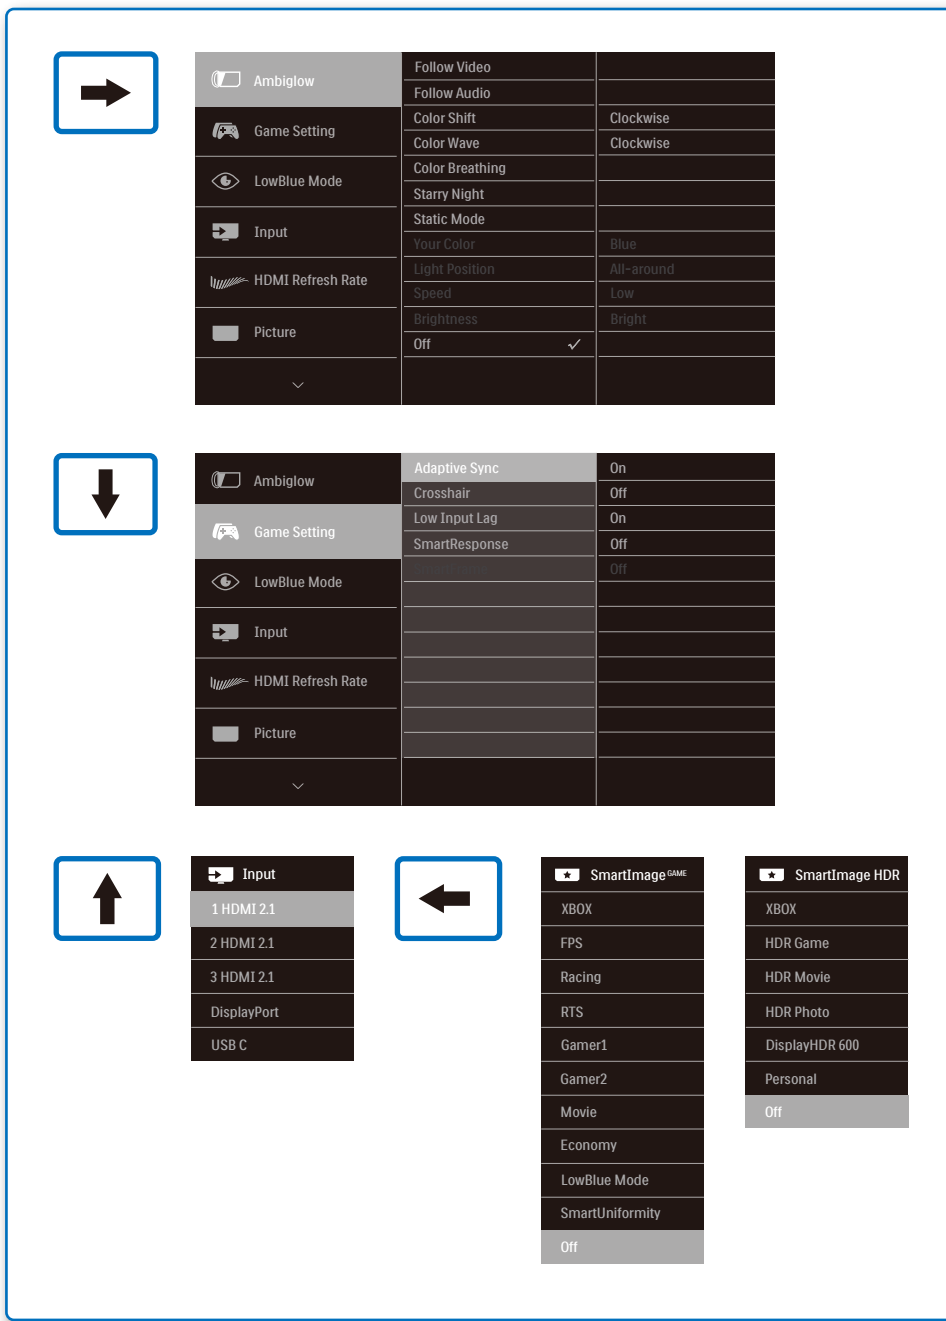 Ambiglow
Game Setting
LowBlue Mode
Input
HDMI Refresh Rate
Picture
Follow Video
Follow Audio
Color Shift Clockwise
Color Wave Clockwise
Color Breathing
Starry Night
Static Mode
Your Color Blue
Light Position All-around
Speed Low
Brightness Bright
Off ✓
Ambiglow
Game Setting
LowBlue Mode
Input
HDMI Refresh Rate
Picture
Adaptive Sync On
Crosshair Off
Low Input Lag On
SmartResponse Off
Off
Input
1 HDMI 2.1
2 HDMI 2.1
3 HDMI 2.1
DisplayPort
USB C
SmartImage GAME
XBOX
FPS
Racing
RTS
Gamer1
Gamer2
Movie
Economy
LowBlue Mode
SmartUniformity
Off
SmartImage HDR
XBOX
HDR Game
HDR Movie
HDR Photo
DisplayHDR 600
Personal
Off